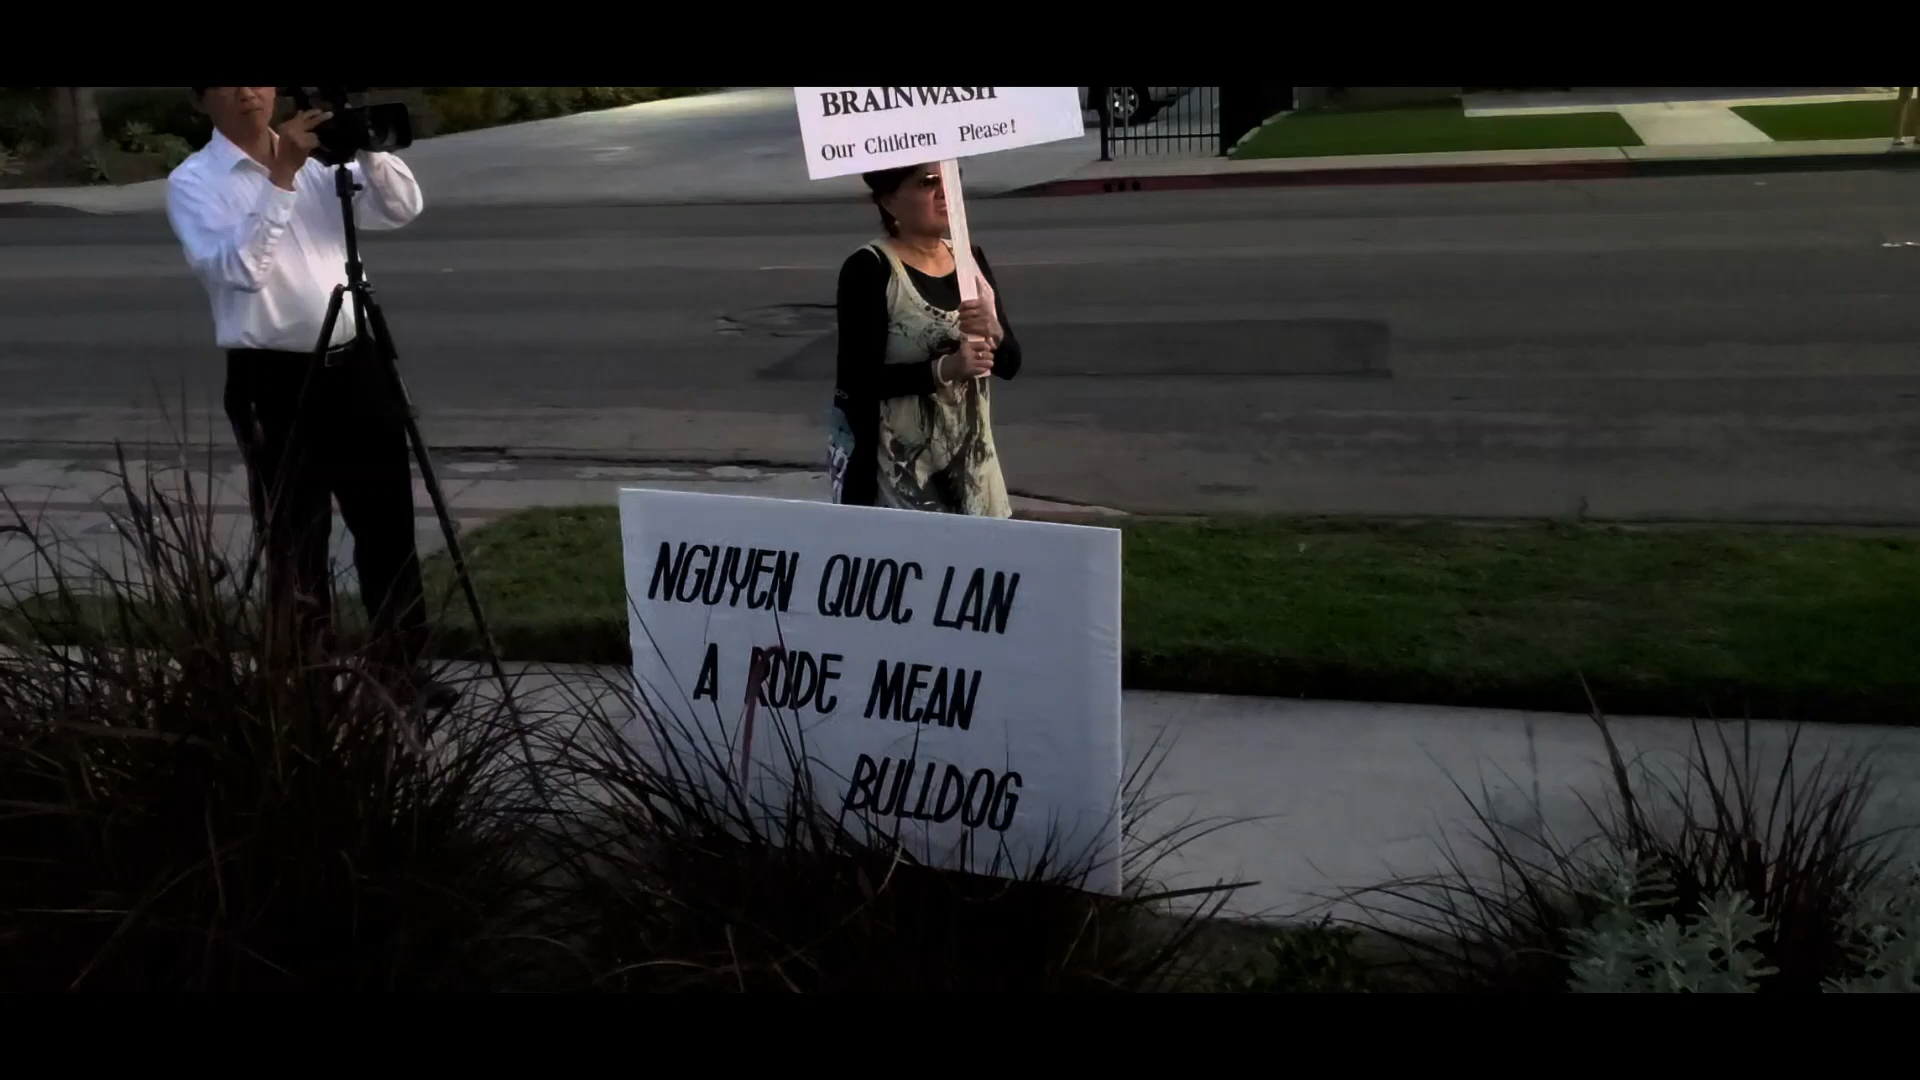 BRAINWASH
Our Children Please!
NGUYEN QUOC LAN
A RUDE MEAN
BULLDOG